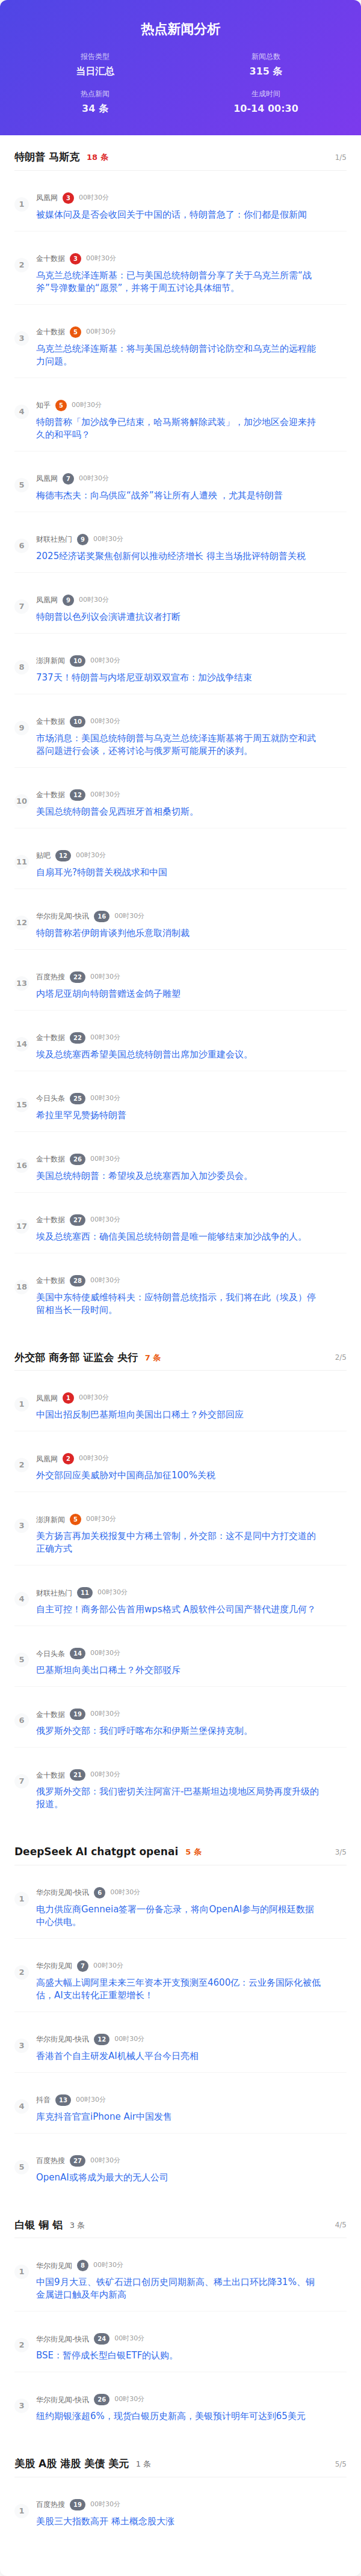 热点新闻分析
报告类型
当日汇总
新闻总数
315 条
热点新闻
34 条
生成时间
10-14 00:30
特朗普 马斯克 18 条 1/5
1
凤凰网 3 00时30分
被媒体问及是否会收回关于中国的话，特朗普急了：你们都是假新闻
2
金十数据 3 00时30分
乌克兰总统泽连斯基：已与美国总统特朗普分享了关于乌克兰所需“战
斧”导弹数量的“愿景”，并将于周五讨论具体细节。
3
金十数据 5 00时30分
乌克兰总统泽连斯基：将与美国总统特朗普讨论防空和乌克兰的远程能
力问题。
4
知乎 5 00时30分
特朗普称「加沙战争已结束，哈马斯将解除武装」，加沙地区会迎来持
久的和平吗？
5
凤凰网 7 00时30分
梅德韦杰夫：向乌供应“战斧”将让所有人遭殃 ，尤其是特朗普
6
财联社热门 9 00时30分
2025经济诺奖聚焦创新何以推动经济增长 得主当场批评特朗普关税
7
凤凰网 9 00时30分
特朗普以色列议会演讲遭抗议者打断
8
澎湃新闻 10 00时30分
737天！特朗普与内塔尼亚胡双双宣布：加沙战争结束
9
金十数据 10 00时30分
市场消息：美国总统特朗普与乌克兰总统泽连斯基将于周五就防空和武
器问题进行会谈，还将讨论与俄罗斯可能展开的谈判。
10
金十数据 12 00时30分
美国总统特朗普会见西班牙首相桑切斯。
11
贴吧 12 00时30分
自扇耳光?特朗普关税战求和中国
12
华尔街见闻-快讯 16 00时30分
特朗普称若伊朗肯谈判他乐意取消制裁
13
百度热搜 22 00时30分
内塔尼亚胡向特朗普赠送金鸽子雕塑
14
金十数据 22 00时30分
埃及总统塞西希望美国总统特朗普出席加沙重建会议。
15
今日头条 25 00时30分
希拉里罕见赞扬特朗普
16
金十数据 26 00时30分
美国总统特朗普：希望埃及总统塞西加入加沙委员会。
17
金十数据 27 00时30分
埃及总统塞西：确信美国总统特朗普是唯一能够结束加沙战争的人。
18
金十数据 28 00时30分
美国中东特使威维特科夫：应特朗普总统指示，我们将在此（埃及）停
留相当长一段时间。
外交部 商务部 证监会 央行 7 条 2/5
1
凤凰网 1 00时30分
中国出招反制巴基斯坦向美国出口稀土？外交部回应
2
凤凰网 2 00时30分
外交部回应美威胁对中国商品加征100%关税
3
澎湃新闻 5 00时30分
美方扬言再加关税报复中方稀土管制，外交部：这不是同中方打交道的
正确方式
4
财联社热门 11 00时30分
自主可控！商务部公告首用wps格式 A股软件公司国产替代进度几何？
5
今日头条 14 00时30分
巴基斯坦向美出口稀土？外交部驳斥
6
金十数据 19 00时30分
俄罗斯外交部：我们呼吁喀布尔和伊斯兰堡保持克制。
7
金十数据 21 00时30分
俄罗斯外交部：我们密切关注阿富汗-巴基斯坦边境地区局势再度升级的
报道。
DeepSeek AI chatgpt openai 5 条 3/5
1
华尔街见闻-快讯 6 00时30分
电力供应商Genneia签署一份备忘录，将向OpenAI参与的阿根廷数据
中心供电。
2
华尔街见闻 7 00时30分
高盛大幅上调阿里未来三年资本开支预测至4600亿：云业务国际化被低
估，AI支出转化正重塑增长！
3
华尔街见闻-快讯 12 00时30分
香港首个自主研发AI机械人平台今日亮相
4
抖音 13 00时30分
库克抖音官宣iPhone Air中国发售
5
百度热搜 27 00时30分
OpenAI或将成为最大的无人公司
白银 铜 铝 3 条 4/5
1
华尔街见闻 8 00时30分
中国9月大豆、铁矿石进口创历史同期新高、稀土出口环比降31%、铜
金属进口触及年内新高
2
华尔街见闻-快讯 24 00时30分
BSE：暂停成长型白银ETF的认购。
3
华尔街见闻-快讯 26 00时30分
纽约期银涨超6%，现货白银历史新高，美银预计明年可达到65美元
美股 A股 港股 美债 美元 1 条 5/5
1
百度热搜 19 00时30分
美股三大指数高开 稀土概念股大涨